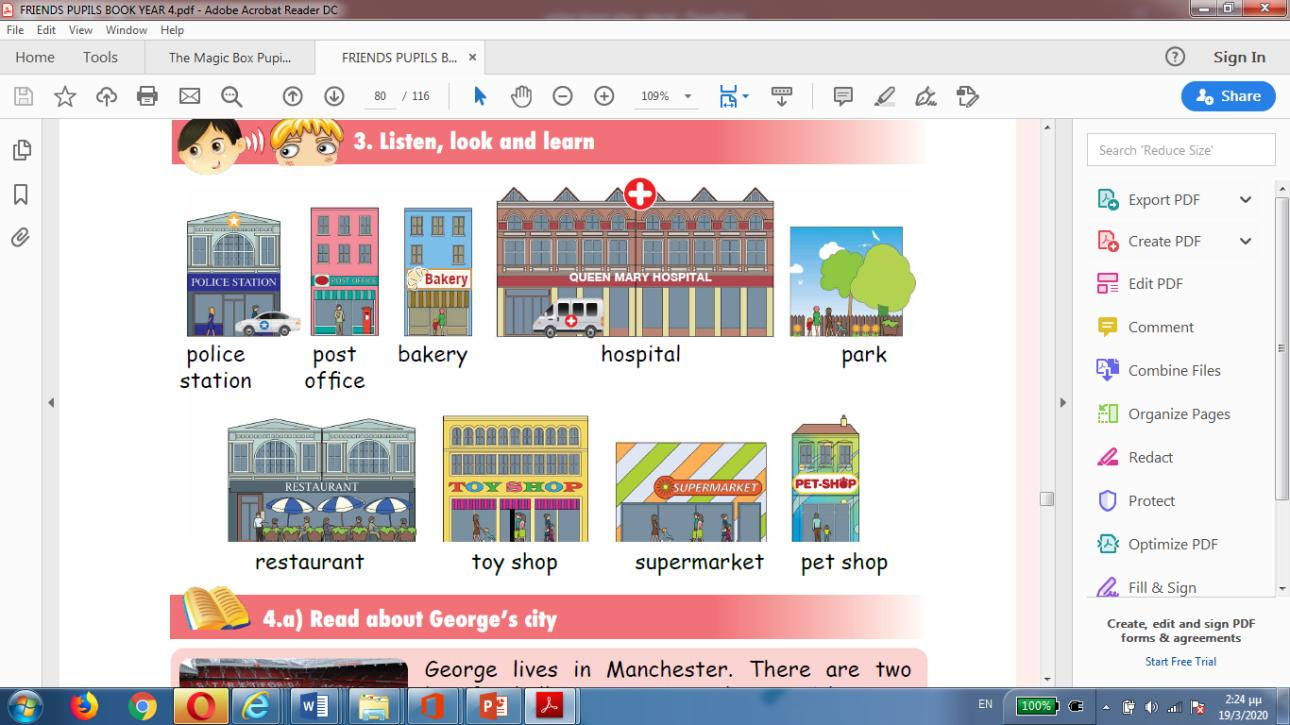 FRIENDS PUPILS BOOK YEAR 4.pdf - Adobe Acrobat Reader DC
File Edit View Window Help
Home Tools The Magic Box Pupi... FRIENDS PUPILS B... × ? Sign In
80 / 116 109% Share
3. Listen, look and learn
Search 'Reduce Size'
Export PDF
Create PDF
Edit PDF
Comment
Combine Files
Organize Pages
Redact
Protect
Optimize PDF
Fill & Sign
Create, edit and sign PDF
forms & agreements
Start Free Trial
POLICE STATION
POST OFFICE
Bakery
QUEEN MARY HOSPITAL
police
station
post
office
bakery
hospital
park
RESTAURANT
TOY SHOP
SUPERMARKET
PET-SHOP
restaurant
toy shop
supermarket
pet shop
4.a) Read about George's city
George lives in Manchester. There are two
EN 100% 2:24 μμ
19/3/2020